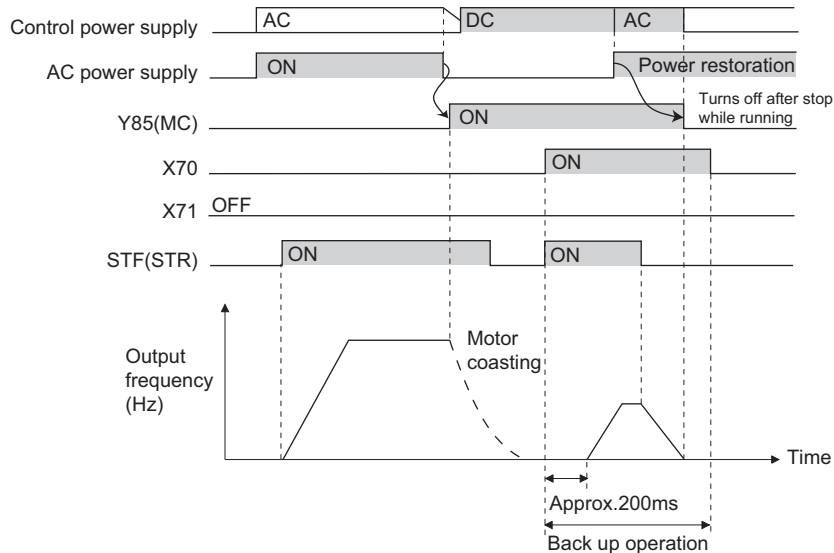 Control power supply
AC
DC
AC
AC power supply
ON
Power restoration
Y85(MC)
ON
Turns off after stop
while running
X70
ON
X71
OFF
STF(STR)
ON
ON
Output
frequency
(Hz)
Motor
coasting
Time
Approx.200ms
Back up operation